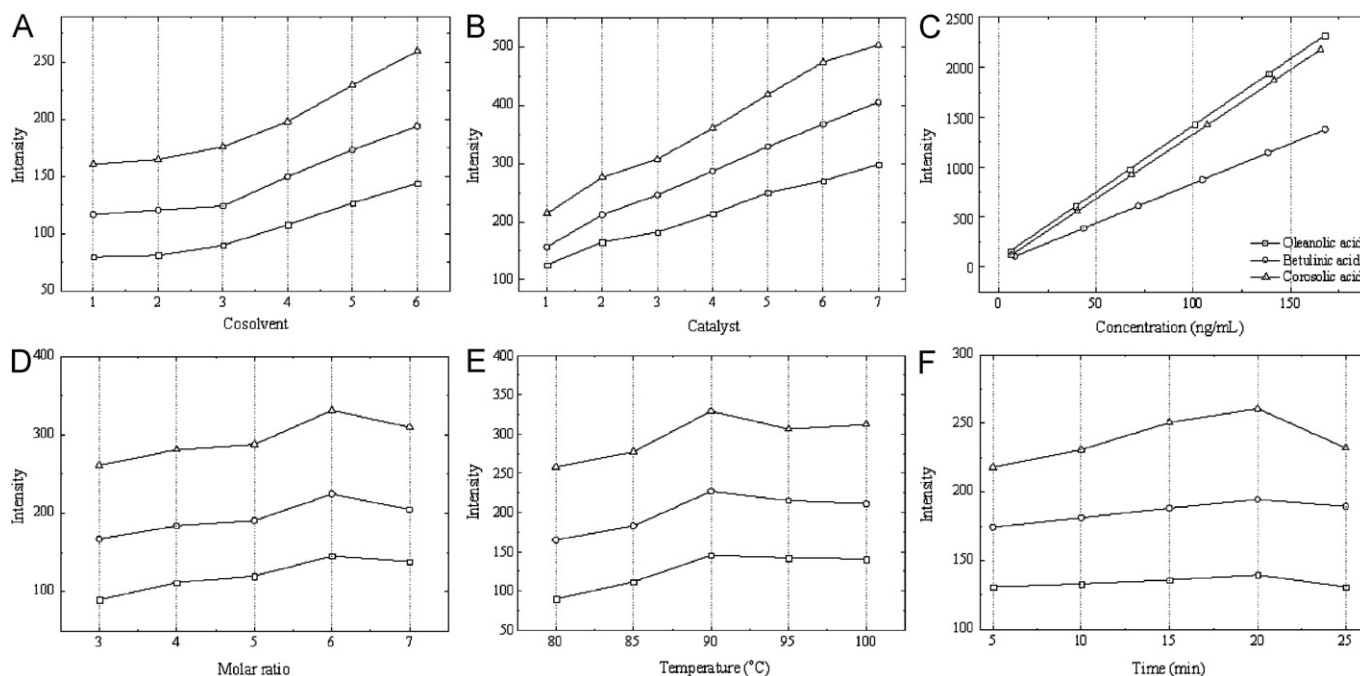 A
250
200
150
100
50
Intensity
1 2 3 4 5 6
Cosolvent
B
500
400
300
200
100
Intensity
1 2 3 4 5 6 7
Catalyst
C
2500
2000
1500
1000
500
0
Intensity
Oleanolic acid
Betulinic acid
Corosolic acid
0 50 100 150
Concentration (ng/mL)
D
400
300
200
100
Intensity
3 4 5 6 7
Molar ratio
E
400
350
300
250
200
150
100
50
Intensity
80 85 90 95 100
Temperature (°C)
F
300
250
200
150
100
Intensity
5 10 15 20 25
Time (min)